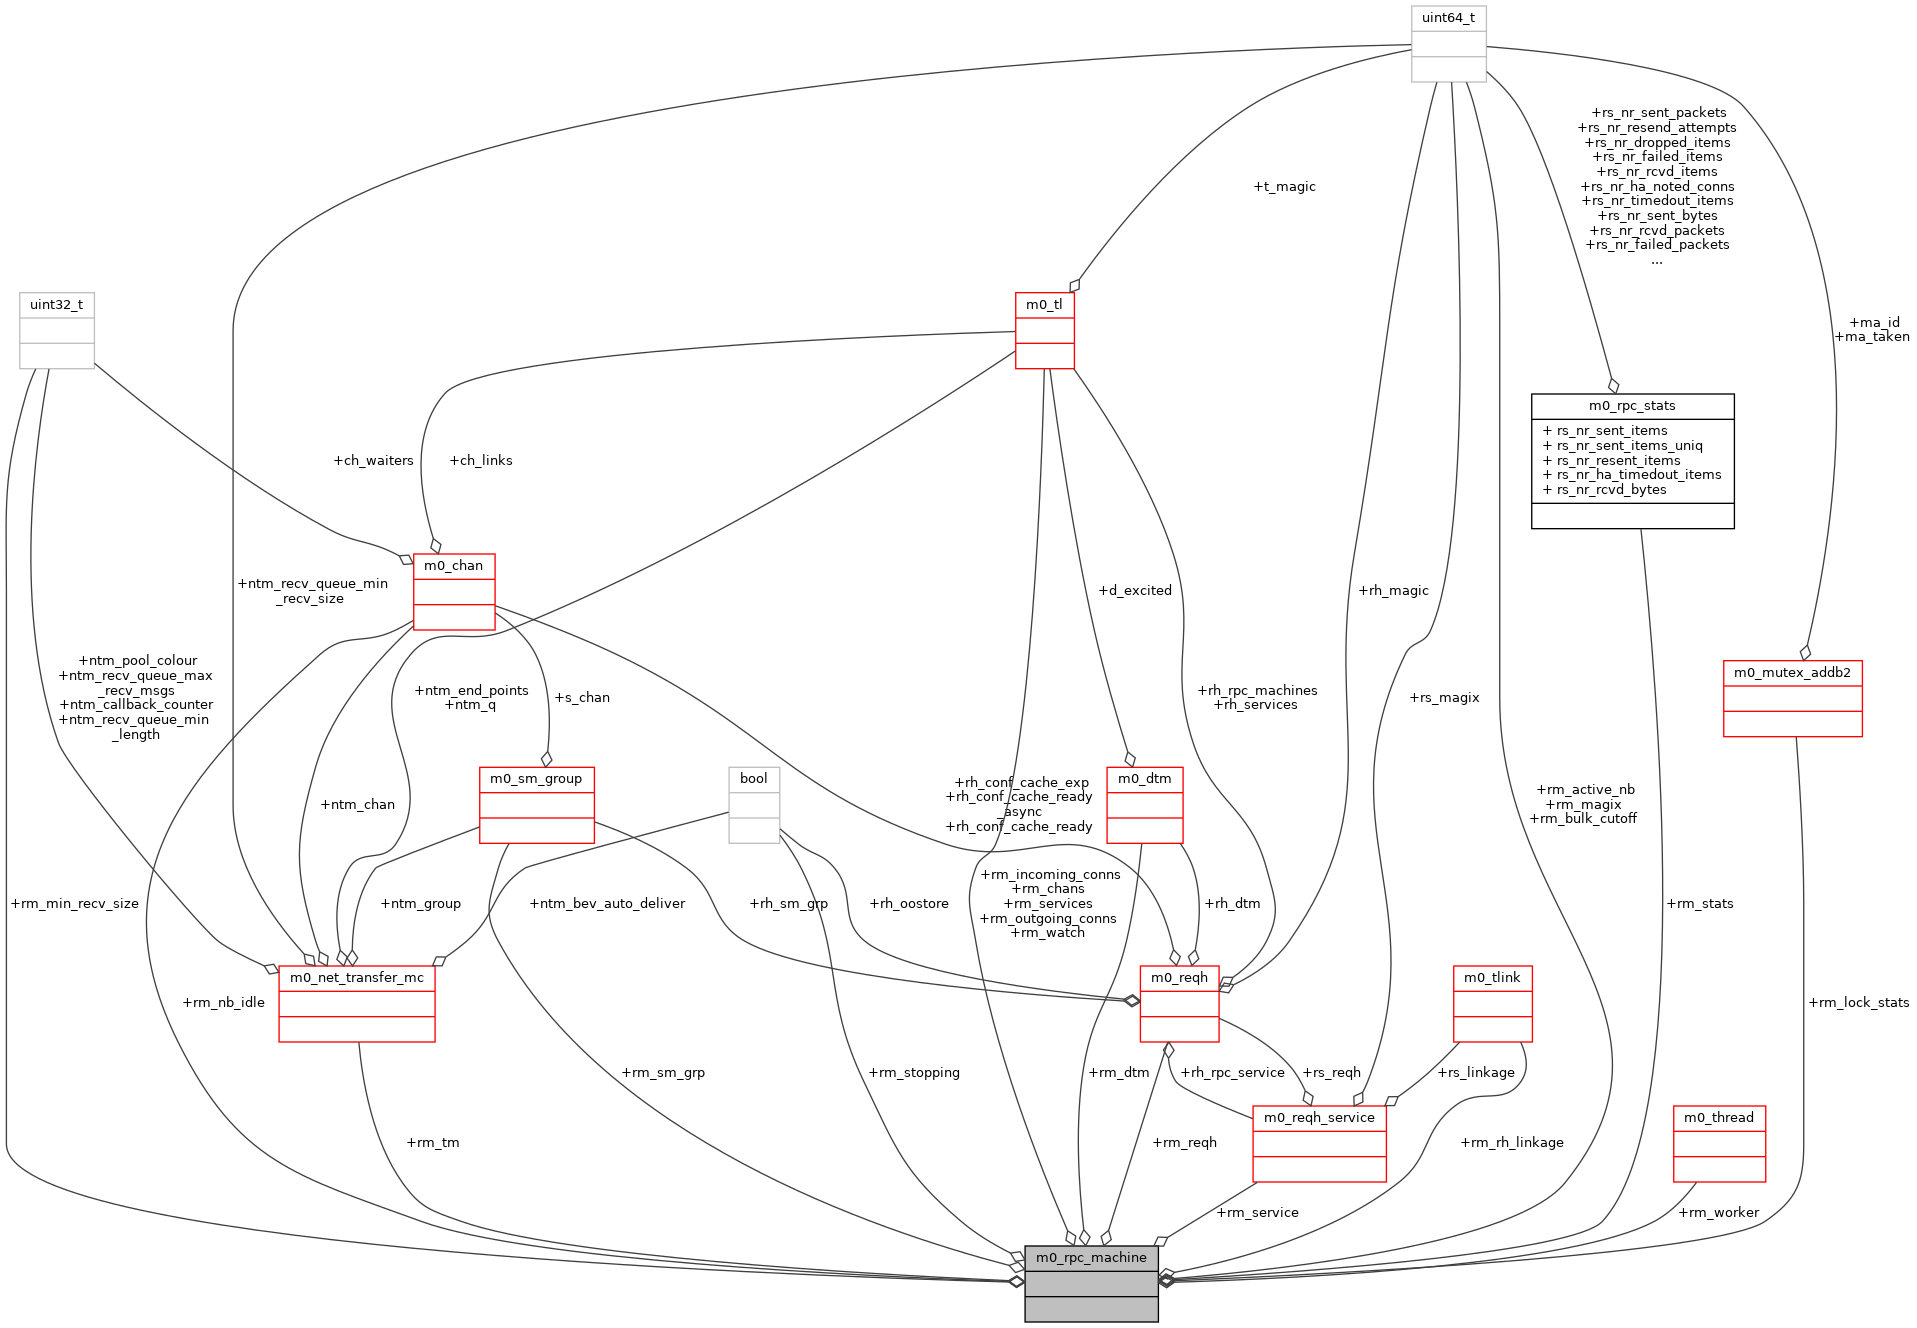 uint64_t
+rs_nr_sent_packets
+rs_nr_resend_attempts
+rs_nr_dropped_items
+rs_nr_failed_items
+rs_nr_rcvd_items
+rs_nr_ha_noted_conns
+rs_nr_timedout_items
+rs_nr_sent_bytes
+rs_nr_rcvd_packets
+rs_nr_failed_packets
...
+t_magic
uint32_t
m0_tl
+ma_id
+ma_taken
m0_rpc_stats
+ rs_nr_sent_items
+ rs_nr_sent_items_uniq
+ rs_nr_resent_items
+ rs_nr_ha_timedout_items
+ rs_nr_rcvd_bytes
+ch_waiters
+ch_links
m0_chan
+ntm_recv_queue_min
_recv_size
+d_excited
+rh_magic
+ntm_pool_colour
+ntm_recv_queue_max
_recv_msgs
+ntm_callback_counter
+ntm_recv_queue_min
_length
+ntm_end_points
+ntm_q
+s_chan
+rh_rpc_machines
+rh_services
+rs_magix
m0_mutex_addb2
m0_sm_group
bool
m0_dtm
+ntm_chan
+rh_conf_cache_exp
+rh_conf_cache_ready
_async
+rh_conf_cache_ready
+rm_active_nb
+rm_magix
+rm_bulk_cutoff
+rm_min_recv_size
+ntm_group
+ntm_bev_auto_deliver
+rh_sm_grp
+rh_oostore
+rm_incoming_conns
+rm_chans
+rm_services
+rm_outgoing_conns
+rm_watch
+rh_dtm
+rm_stats
m0_net_transfer_mc
m0_reqh
m0_tlink
+rm_nb_idle
+rm_lock_stats
+rm_sm_grp
+rm_stopping
+rm_dtm
+rh_rpc_service
+rs_reqh
+rs_linkage
m0_reqh_service
m0_thread
+rm_tm
+rm_reqh
+rm_rh_linkage
+rm_service
+rm_worker
m0_rpc_machine